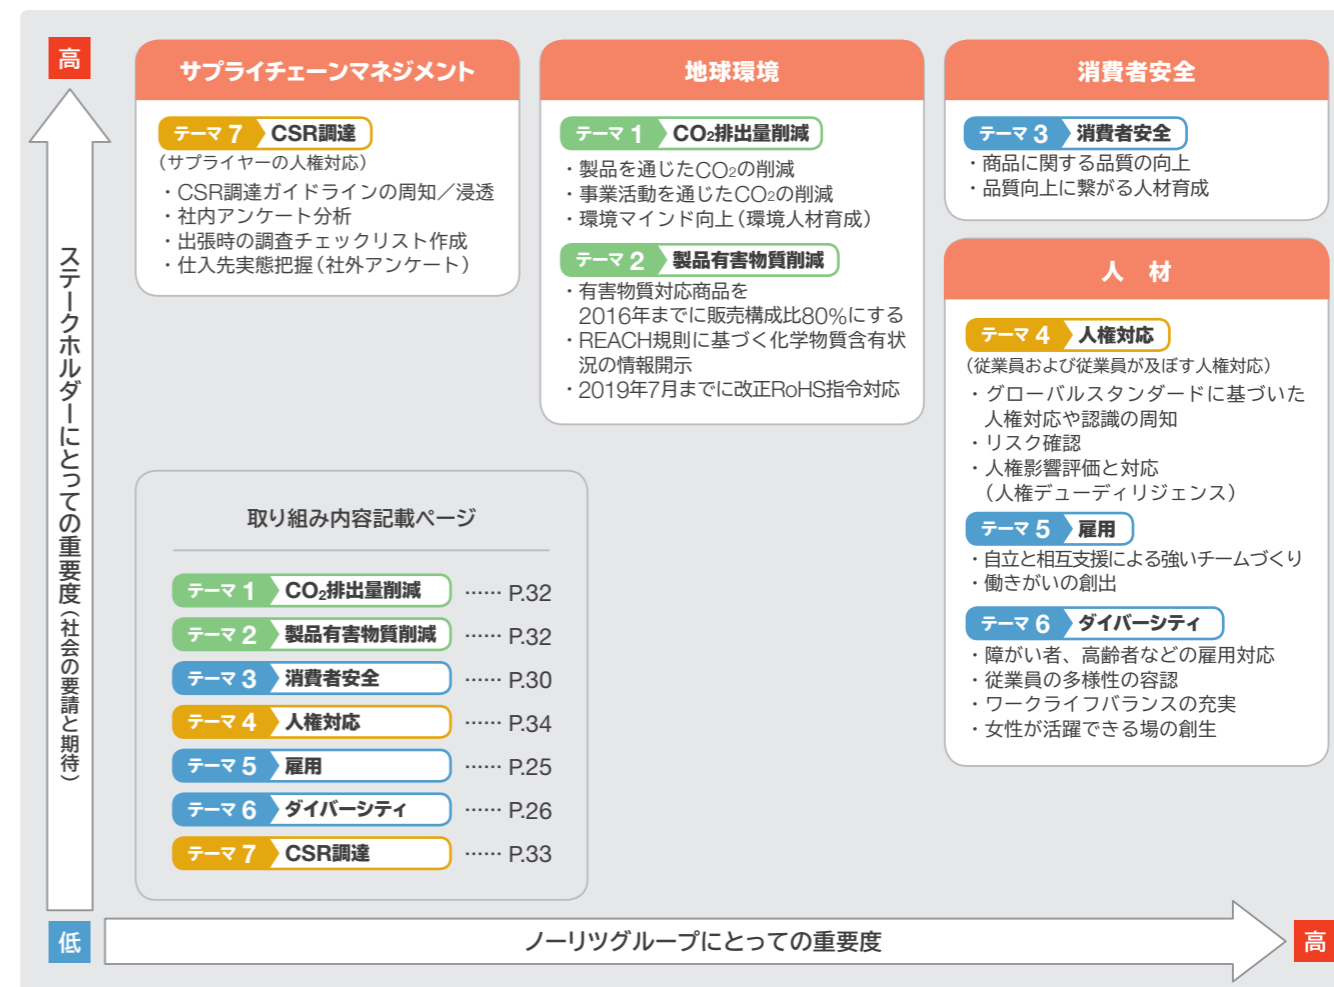 高
ステークホルダーにとっての重要度(社会の要請と期待)
低
サプライチェーンマネジメント
テーマ 7 CSR調達
(サプライヤーの人権対応)
・CSR調達ガイドラインの周知／浸透
・社内アンケート分析
・出張時の調査チェックリスト作成
・仕入先実態把握(社外アンケート)
地球環境
テーマ 1 CO₂排出量削減
・製品を通じたCO₂の削減
・事業活動を通じたCO₂の削減
・環境マインド向上(環境人材育成)
テーマ 2 製品有害物質削減
・有害物質対応商品を
2016年までに販売構成比80%にする
・REACH規則に基づく化学物質含有状
況の情報開示
・2019年7月までに改正RoHS指令対応
消費者安全
テーマ 3 消費者安全
・商品に関する品質の向上
・品質向上に繋がる人材育成
人 材
テーマ 4 人権対応
(従業員および従業員が及ぼす人権対応)
・グローバルスタンダードに基づいた
人権対応や認識の周知
・リスク確認
・人権影響評価と対応
(人権デューディリジェンス)
テーマ 5 雇用
・自立と相互支援による強いチームづくり
・働きがいの創出
テーマ 6 ダイバーシティ
・障がい者、高齢者などの雇用対応
・従業員の多様性の容認
・ワークライフバランスの充実
・女性が活躍できる場の創生
取り組み内容記載ページ
テーマ 1 CO₂排出量削減 …… P.32
テーマ 2 製品有害物質削減 …… P.32
テーマ 3 消費者安全 …… P.30
テーマ 4 人権対応 …… P.34
テーマ 5 雇用 …… P.25
テーマ 6 ダイバーシティ …… P.26
テーマ 7 CSR調達 …… P.33
ノーリツグループにとっての重要度
高